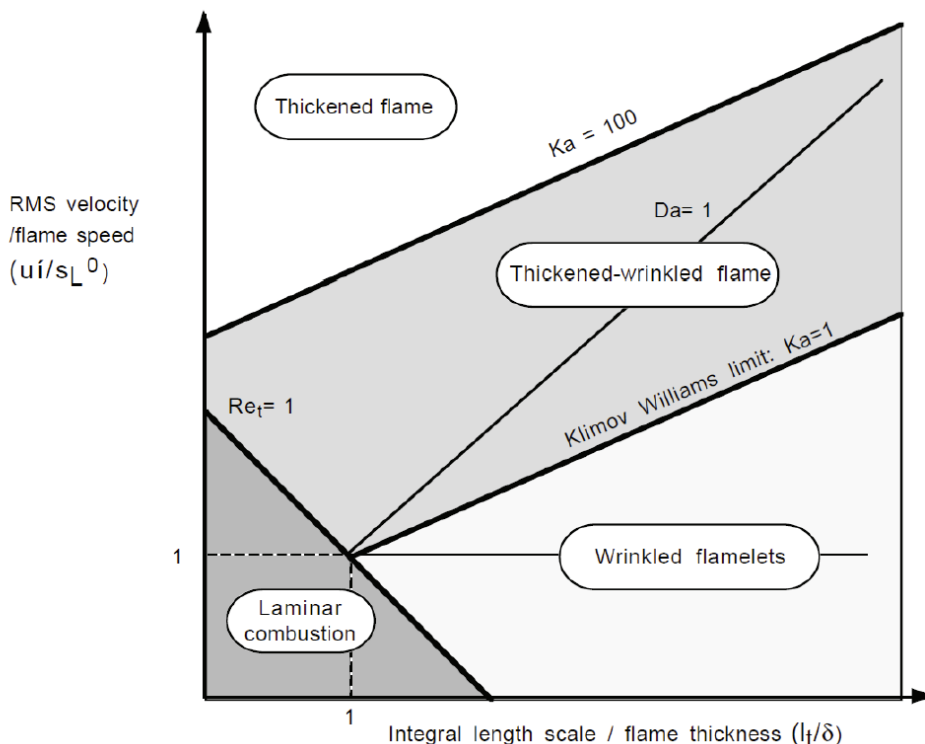 Thickened flame
Ka = 100
RMS velocity
/flame speed
(uí/sL⁰)
Da= 1
Thickened-wrinkled flame
Klimov Williams limit: Ka=1
Reₜ= 1
1
Wrinkled flamelets
Laminar
combustion
1
Integral length scale / flame thickness (lₜ/δ)